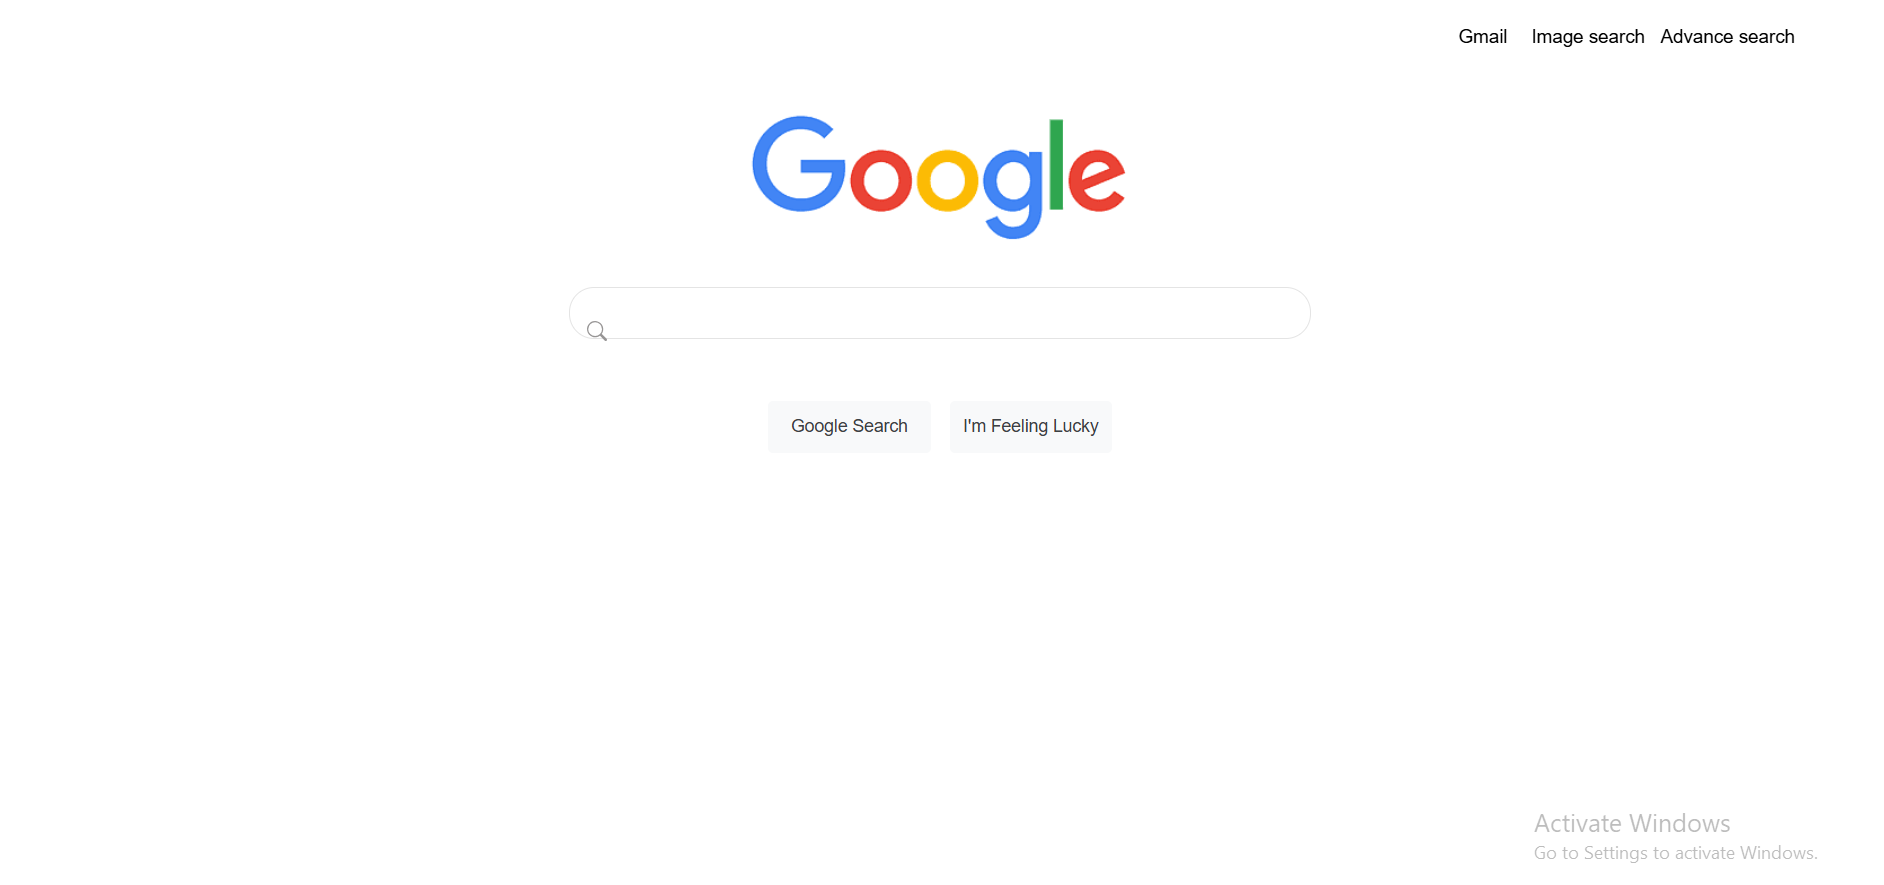 Gmail Image search Advance search
Google
Google Search I'm Feeling Lucky
Activate Windows
Go to Settings to activate Windows.